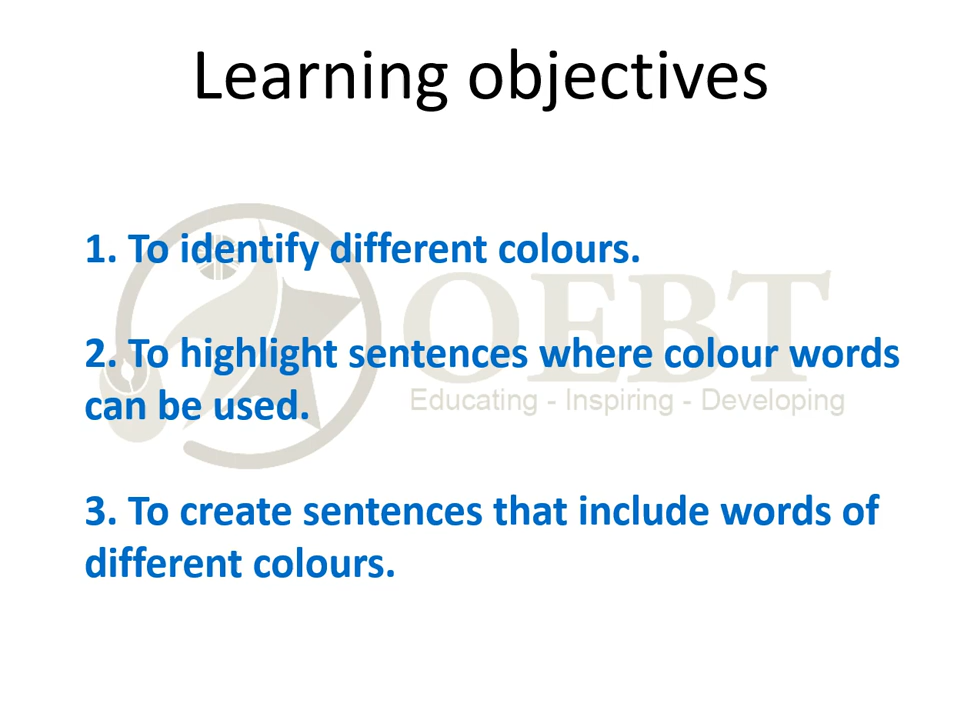 Learning objectives
1. To identify different colours.
OEBT
2. To highlight sentences where colour words
can be used.
Educating - Inspiring - Developing
3. To create sentences that include words of
different colours.